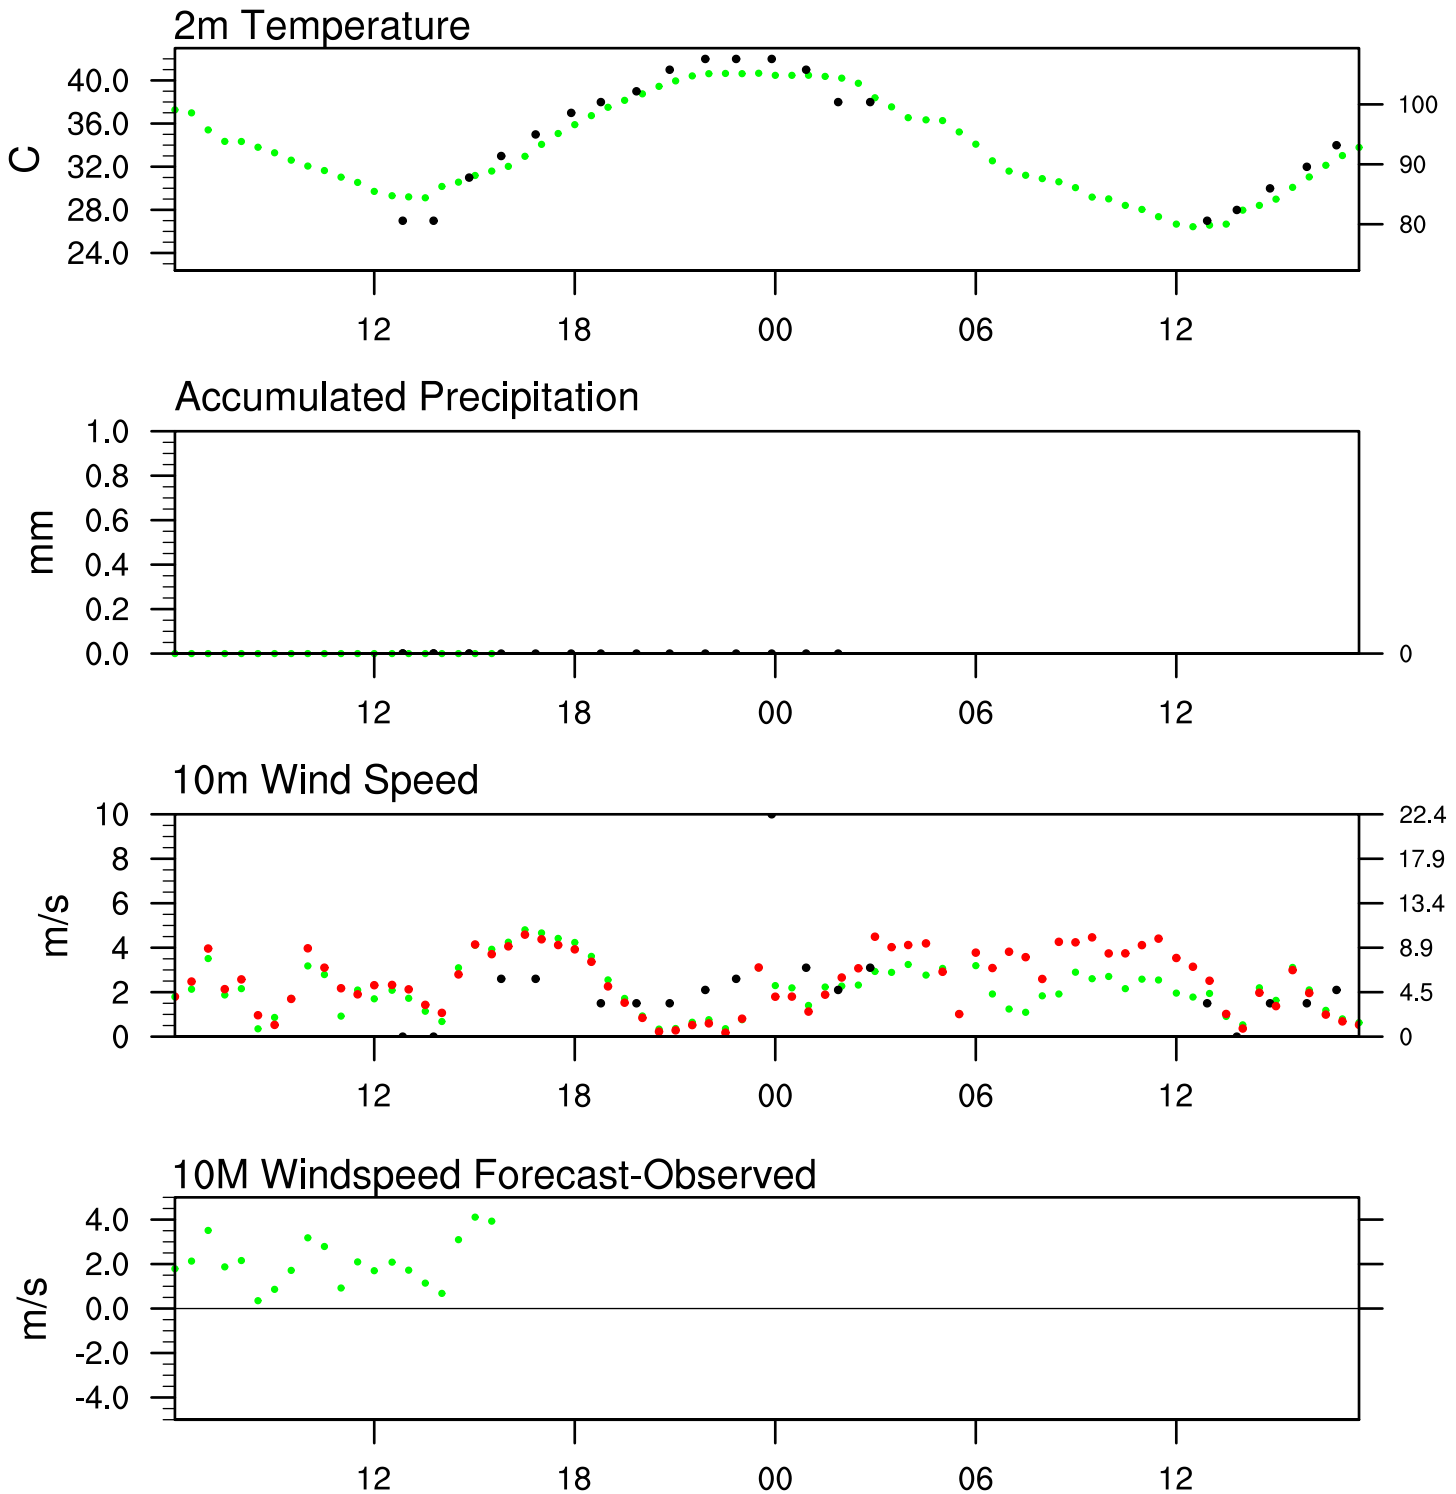 2m Temperature
C
40.0
36.0
32.0
28.0
24.0
100
90
80
12 18 00 06 12
Accumulated Precipitation
mm
1.0
0.8
0.6
0.4
0.2
0.0
0
12 18 00 06 12
10m Wind Speed
m/s
10
8
6
4
2
0
22.4
17.9
13.4
8.9
4.5
0
12 18 00 06 12
10M Windspeed Forecast-Observed
m/s
4.0
2.0
0.0
-2.0
-4.0
12 18 00 06 12